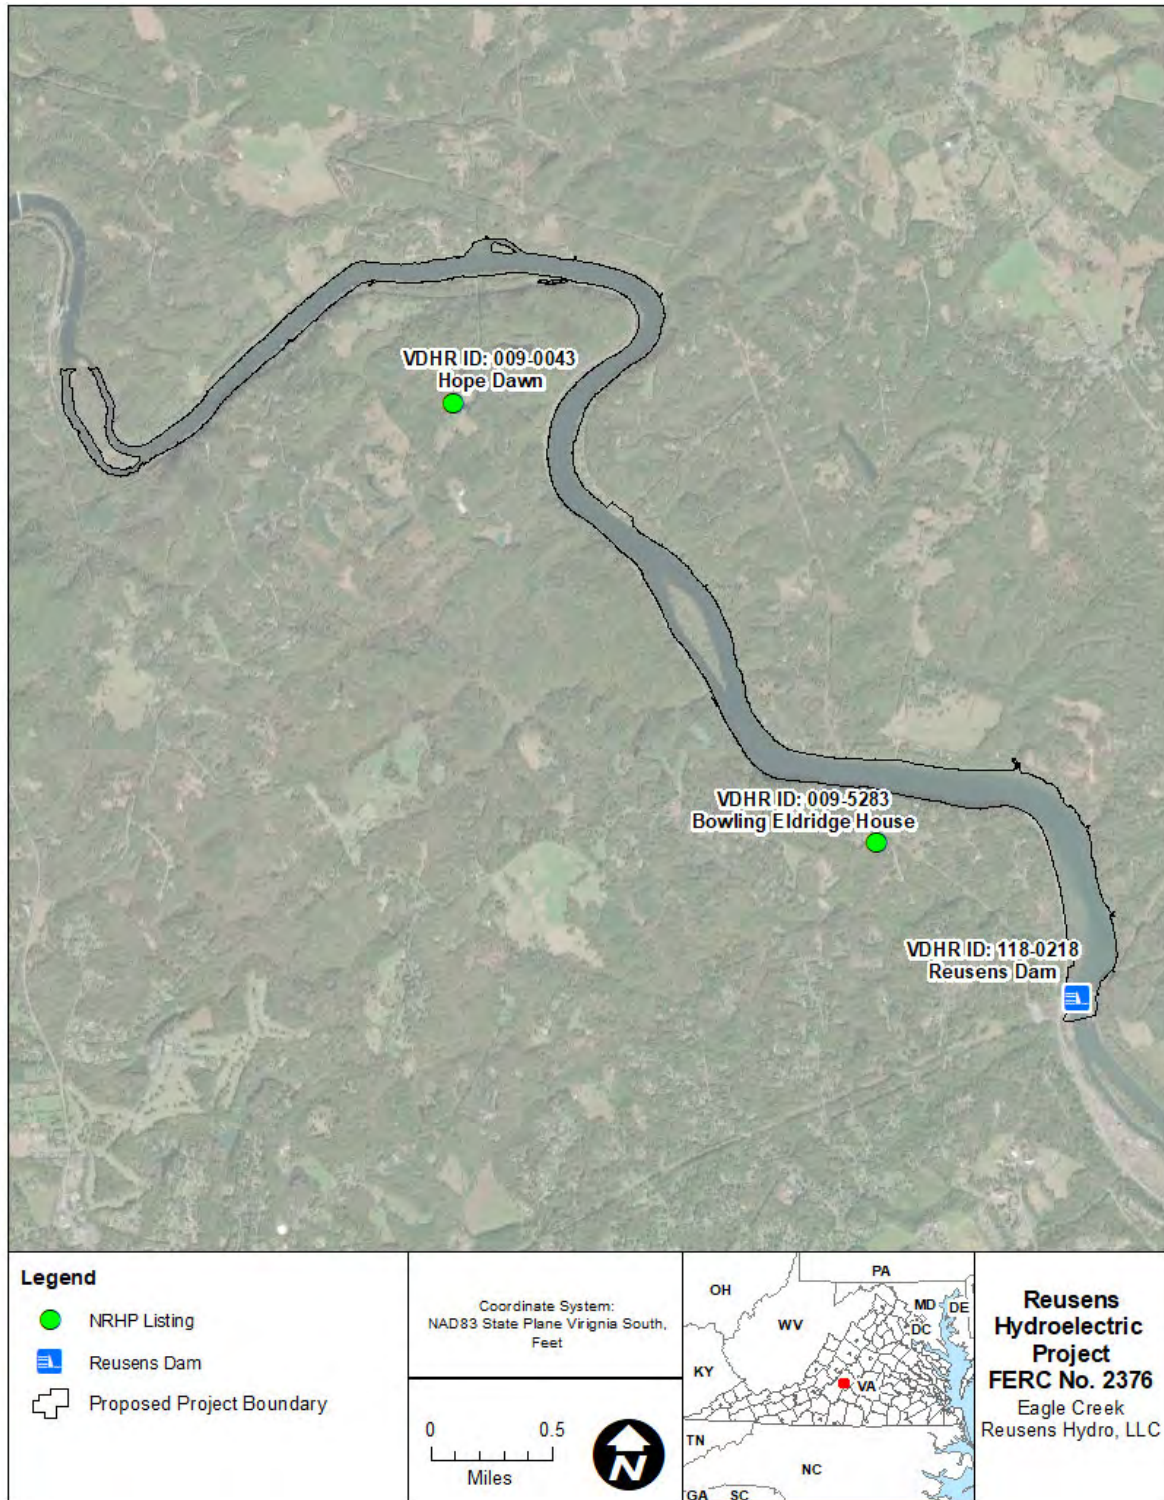 VDHR ID: 009-0043
Hope Dawn
VDHR ID: 009-5283
Bowling Eldridge House
VDHR ID: 118-0218
Reusens Dam
Legend
NRHP Listing
Reusens Dam
Proposed Project Boundary
Coordinate System:
NAD83 State Plane Virignia South,
Feet
0 0.5
Miles
N
PA
OH
MD DE
WV
DC
KY
VA
TN
NC
GA SC
Reusens
Hydroelectric
Project
FERC No. 2376
Eagle Creek
Reusens Hydro, LLC